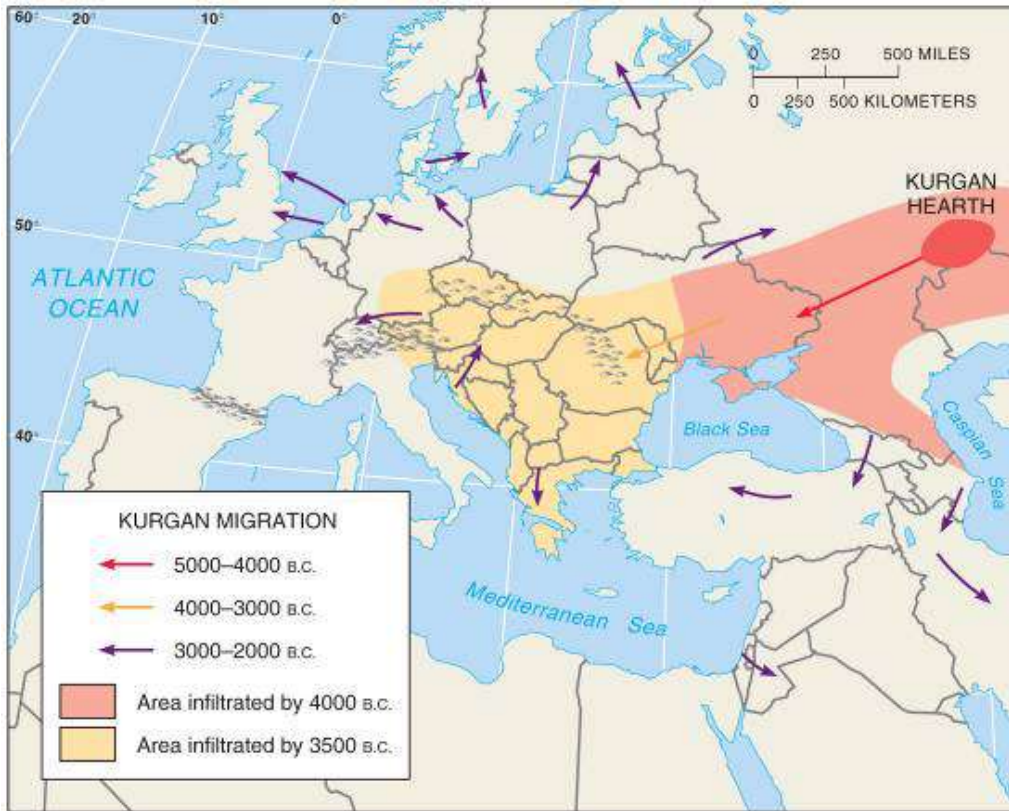 60°
20°
10°
0°
0 250 500 MILES
0 250 500 KILOMETERS
KURGAN
HEARTH
50°
ATLANTIC
OCEAN
40°
Black Sea
Caspian
Sea
Mediterranean Sea
KURGAN MIGRATION
5000–4000 B.C.
4000–3000 B.C.
3000–2000 B.C.
Area infiltrated by 4000 B.C.
Area infiltrated by 3500 B.C.